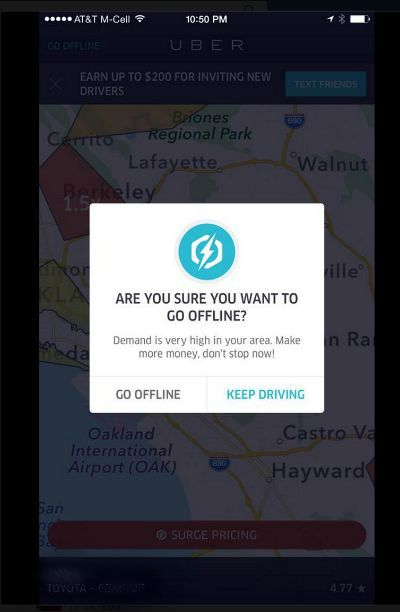 AT&T M-Cell 10:50 PM
GO OFFLINE UBER
EARN UP TO $200 FOR INVITING NEW
DRIVERS
TEXT FRIENDS
Briones
Regional Park
680
Cerrito
Lafayette
Walnut
Berkeley
1.5
ville
ARE YOU SURE YOU WANT TO
GO OFFLINE?
Demand is very high in your area. Make
more money, don't stop now!
GO OFFLINE KEEP DRIVING
an Ra
Oakland
International
Airport (OAK)
880
Castro Va
Hayward
San
SURGE PRICING
TOYOTA - 4.77 ★